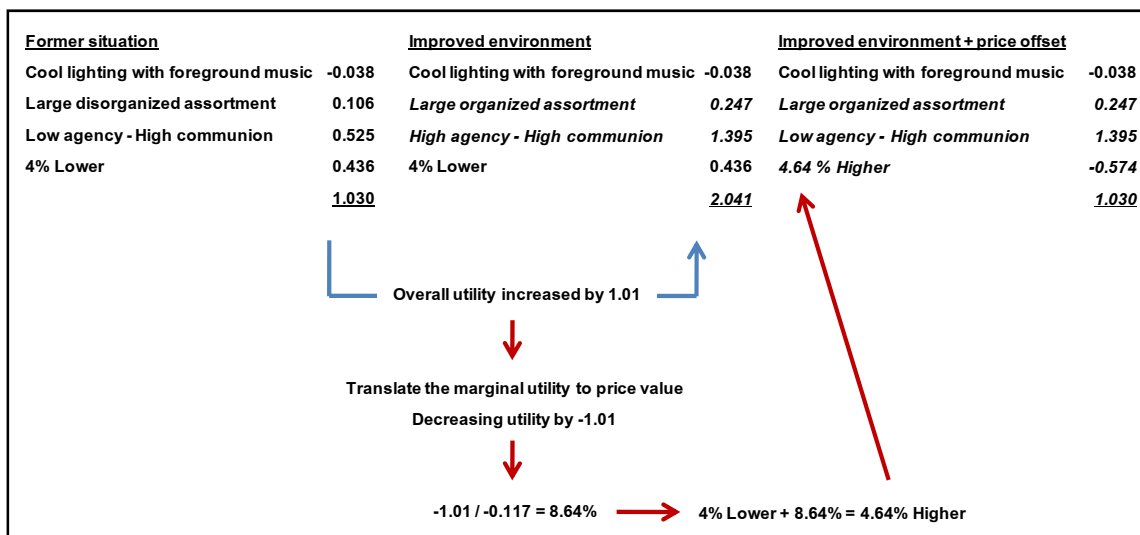 Former situation
Cool lighting with foreground music -0.038
Large disorganized assortment 0.106
Low agency - High communion 0.525
4% Lower 0.436
1.030
Improved environment
Cool lighting with foreground music -0.038
Large organized assortment 0.247
High agency - High communion 1.395
4% Lower 0.436
2.041
Improved environment + price offset
Cool lighting with foreground music -0.038
Large organized assortment 0.247
Low agency - High communion 1.395
4.64 % Higher -0.574
1.030
Overall utility increased by 1.01
Translate the marginal utility to price value
Decreasing utility by -1.01
-1.01 / -0.117 = 8.64%
4% Lower + 8.64% = 4.64% Higher